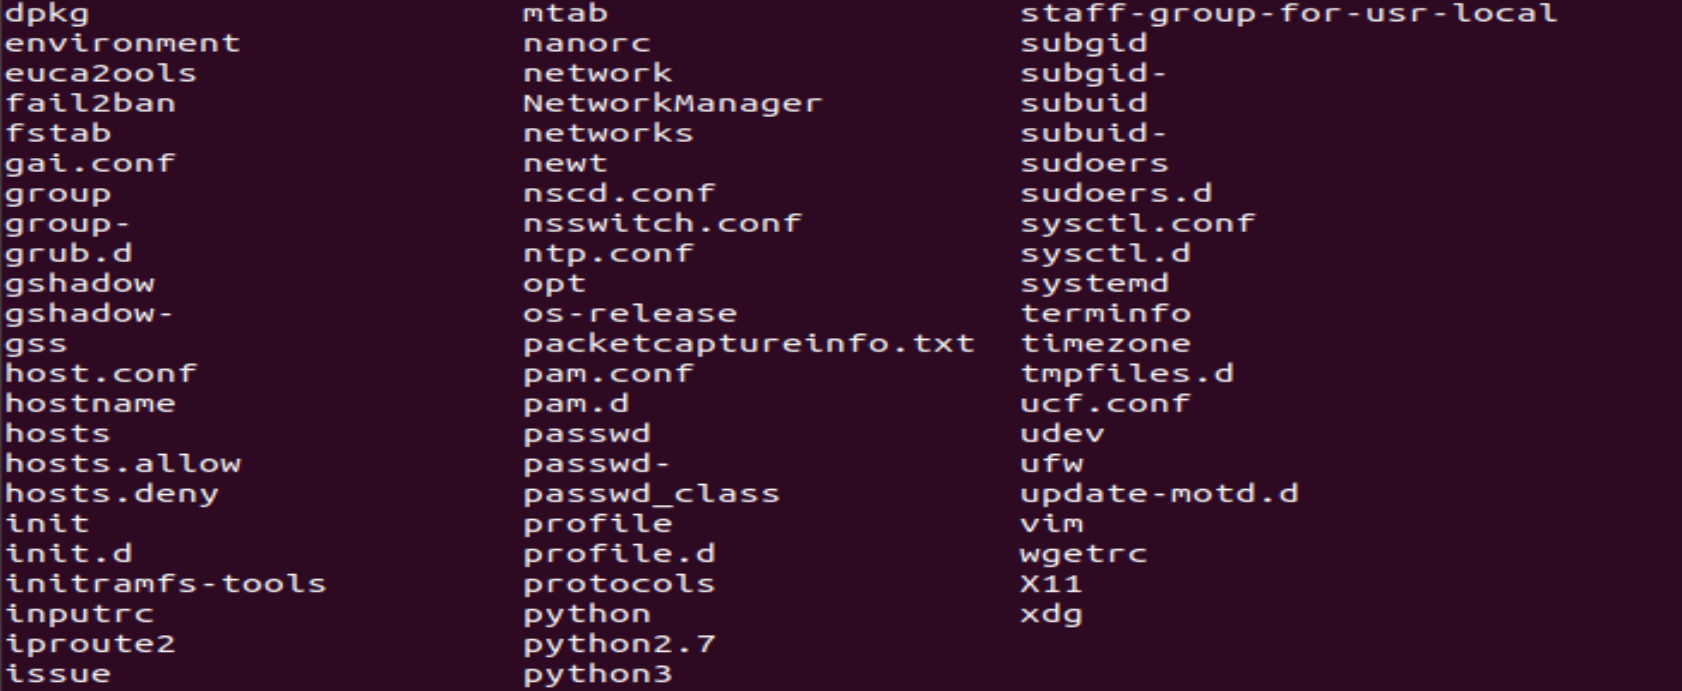 dpkg mtab staff-group-for-usr-local
environment nanorc subgid
euca2ools network subgid-
fail2ban NetworkManager subuid
fstab networks subuid-
gai.conf newt sudoers
group nscd.conf sudoers.d
group- nsswitch.conf sysctl.conf
grub.d ntp.conf sysctl.d
gshadow opt systemd
gshadow- os-release terminfo
gss packetcaptureinfo.txt timezone
host.conf pam.conf tmpfiles.d
hostname pam.d ucf.conf
hosts passwd udev
hosts.allow passwd- ufw
hosts.deny passwd_class update-motd.d
init profile vim
init.d profile.d wgetrc
initramfs-tools protocols X11
inputrc python xdg
iproute2 python2.7
issue python3